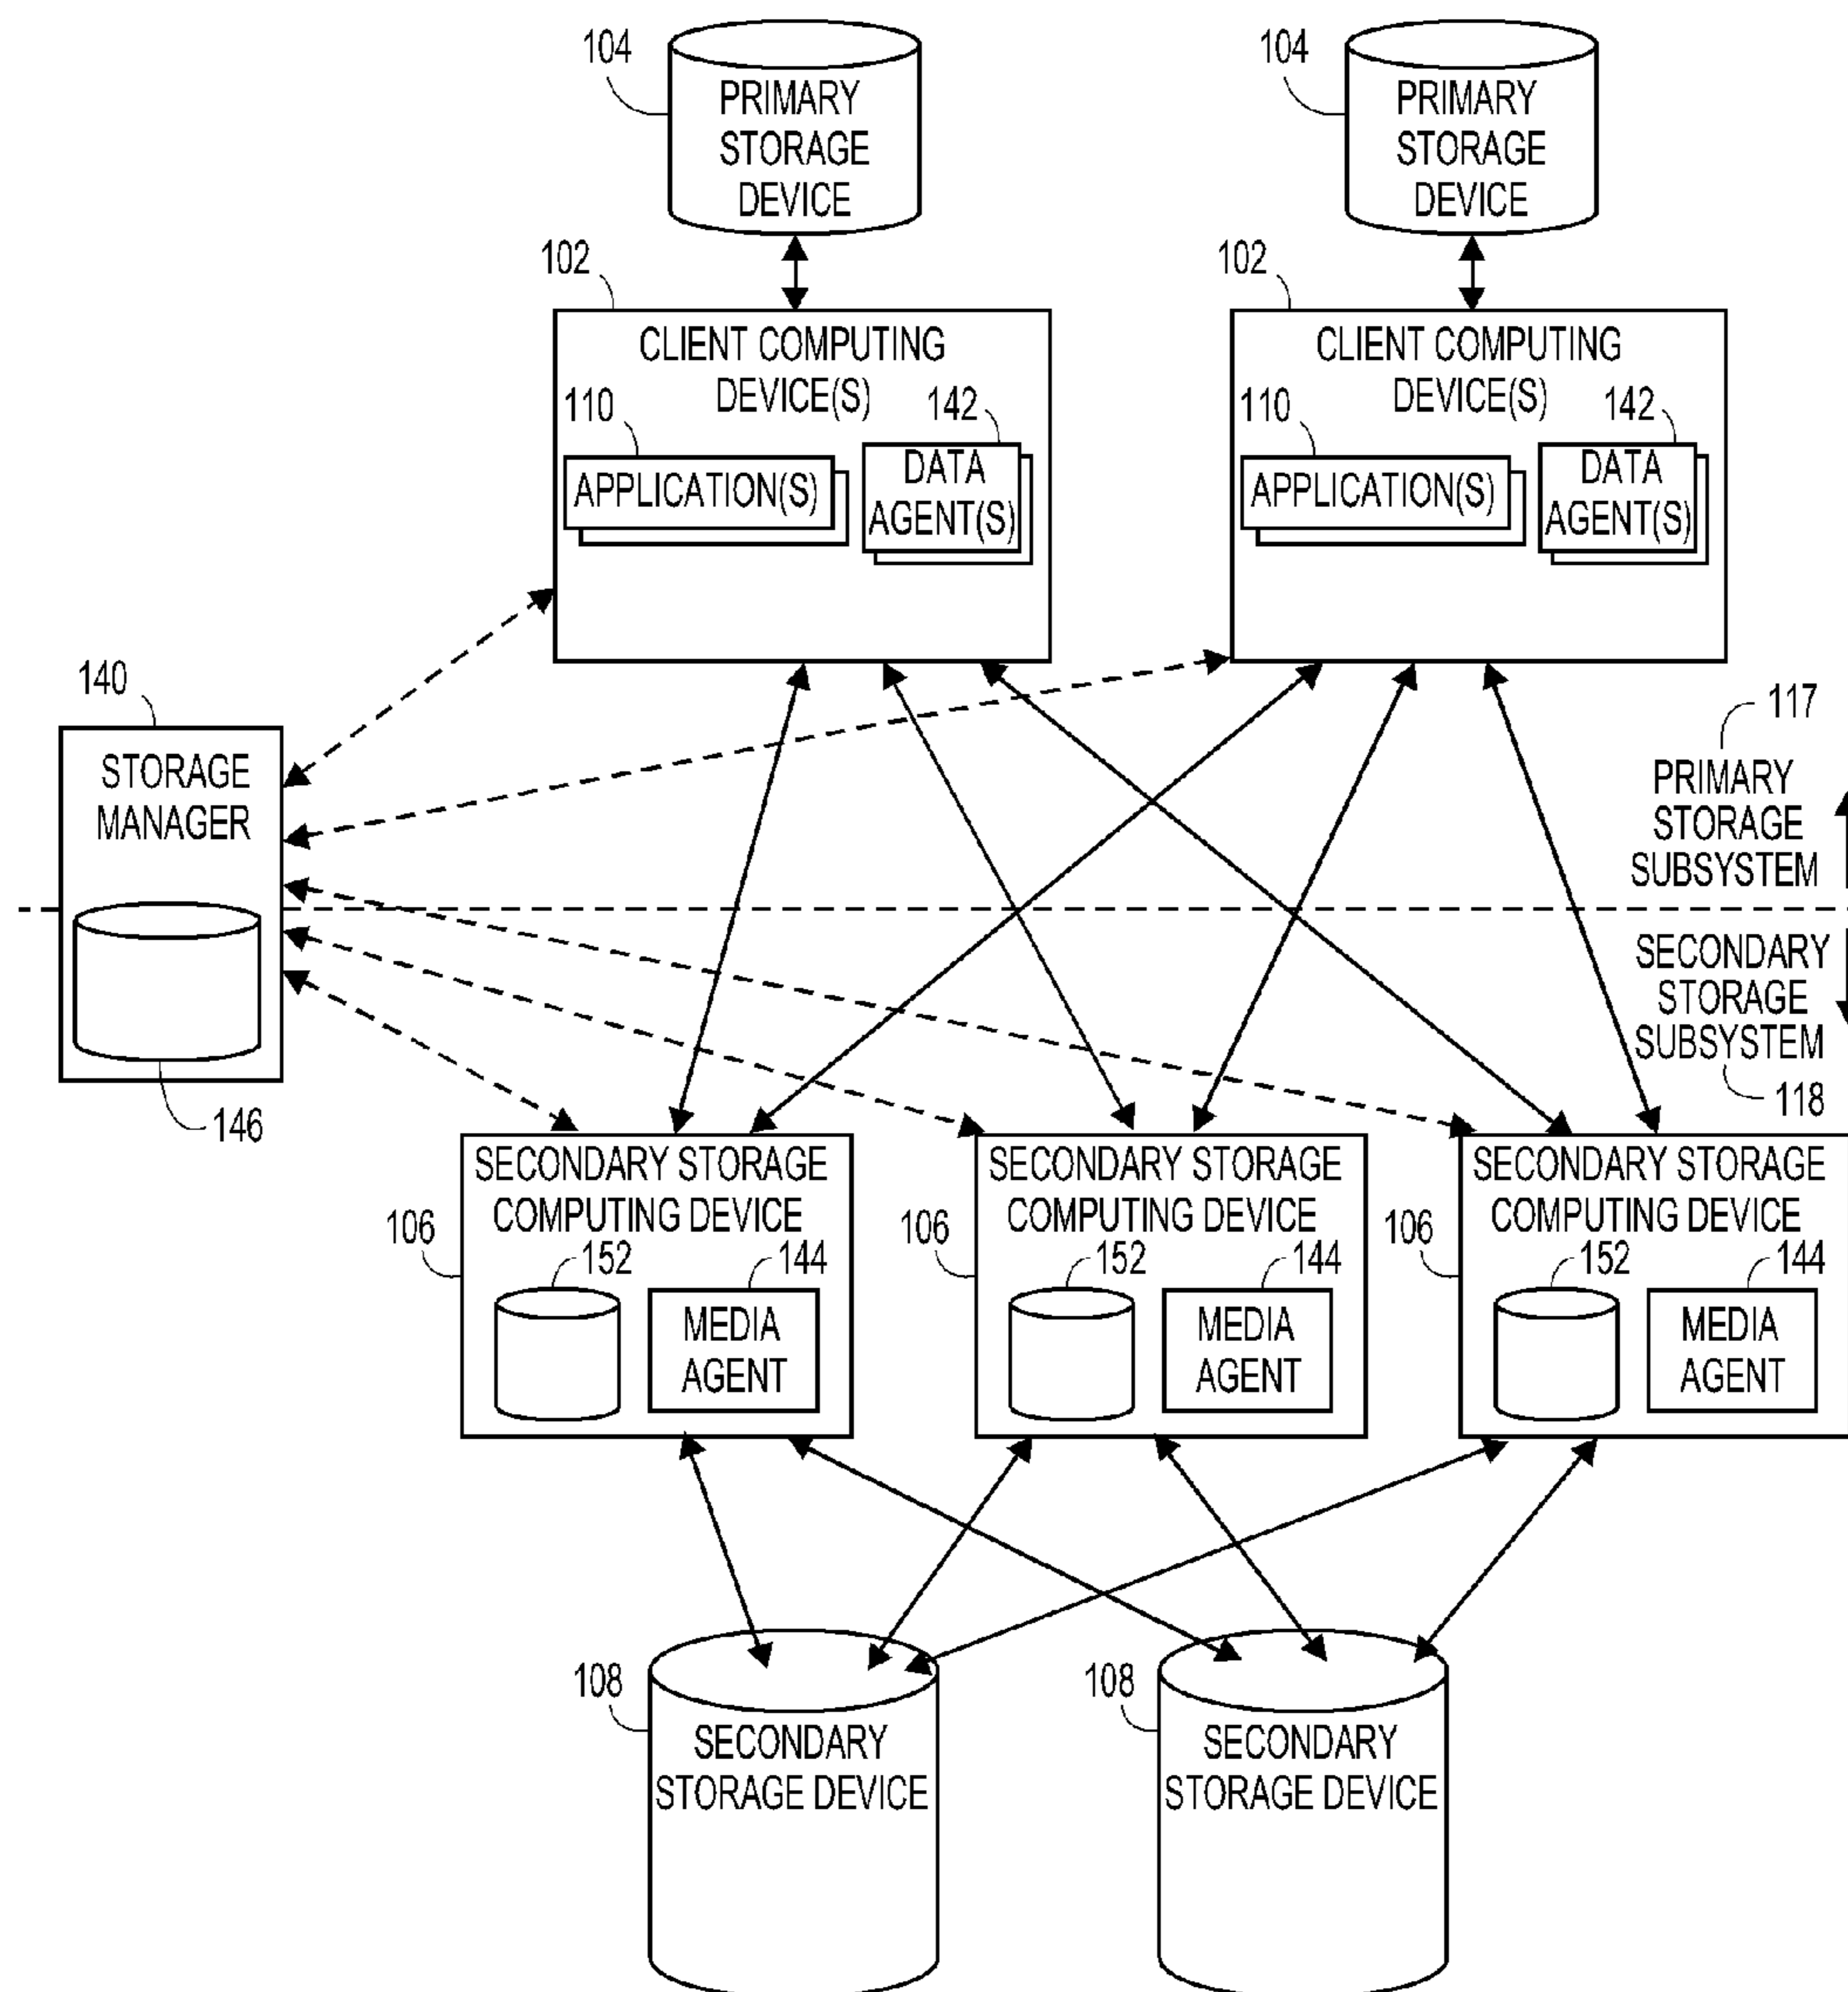 104
PRIMARY
STORAGE
DEVICE
104
PRIMARY
STORAGE
DEVICE
102
CLIENT COMPUTING
DEVICE(S)
110
142
APPLICATION(S)
DATA
AGENT(S)
102
CLIENT COMPUTING
DEVICE(S)
110
142
APPLICATION(S)
DATA
AGENT(S)
140
STORAGE
MANAGER
146
117
PRIMARY
STORAGE
SUBSYSTEM
SECONDARY
STORAGE
SUBSYSTEM
118
SECONDARY STORAGE
COMPUTING DEVICE
106
152
144
MEDIA
AGENT
SECONDARY STORAGE
COMPUTING DEVICE
106
152
144
MEDIA
AGENT
SECONDARY STORAGE
COMPUTING DEVICE
106
152
144
MEDIA
AGENT
108
SECONDARY
STORAGE DEVICE
108
SECONDARY
STORAGE DEVICE